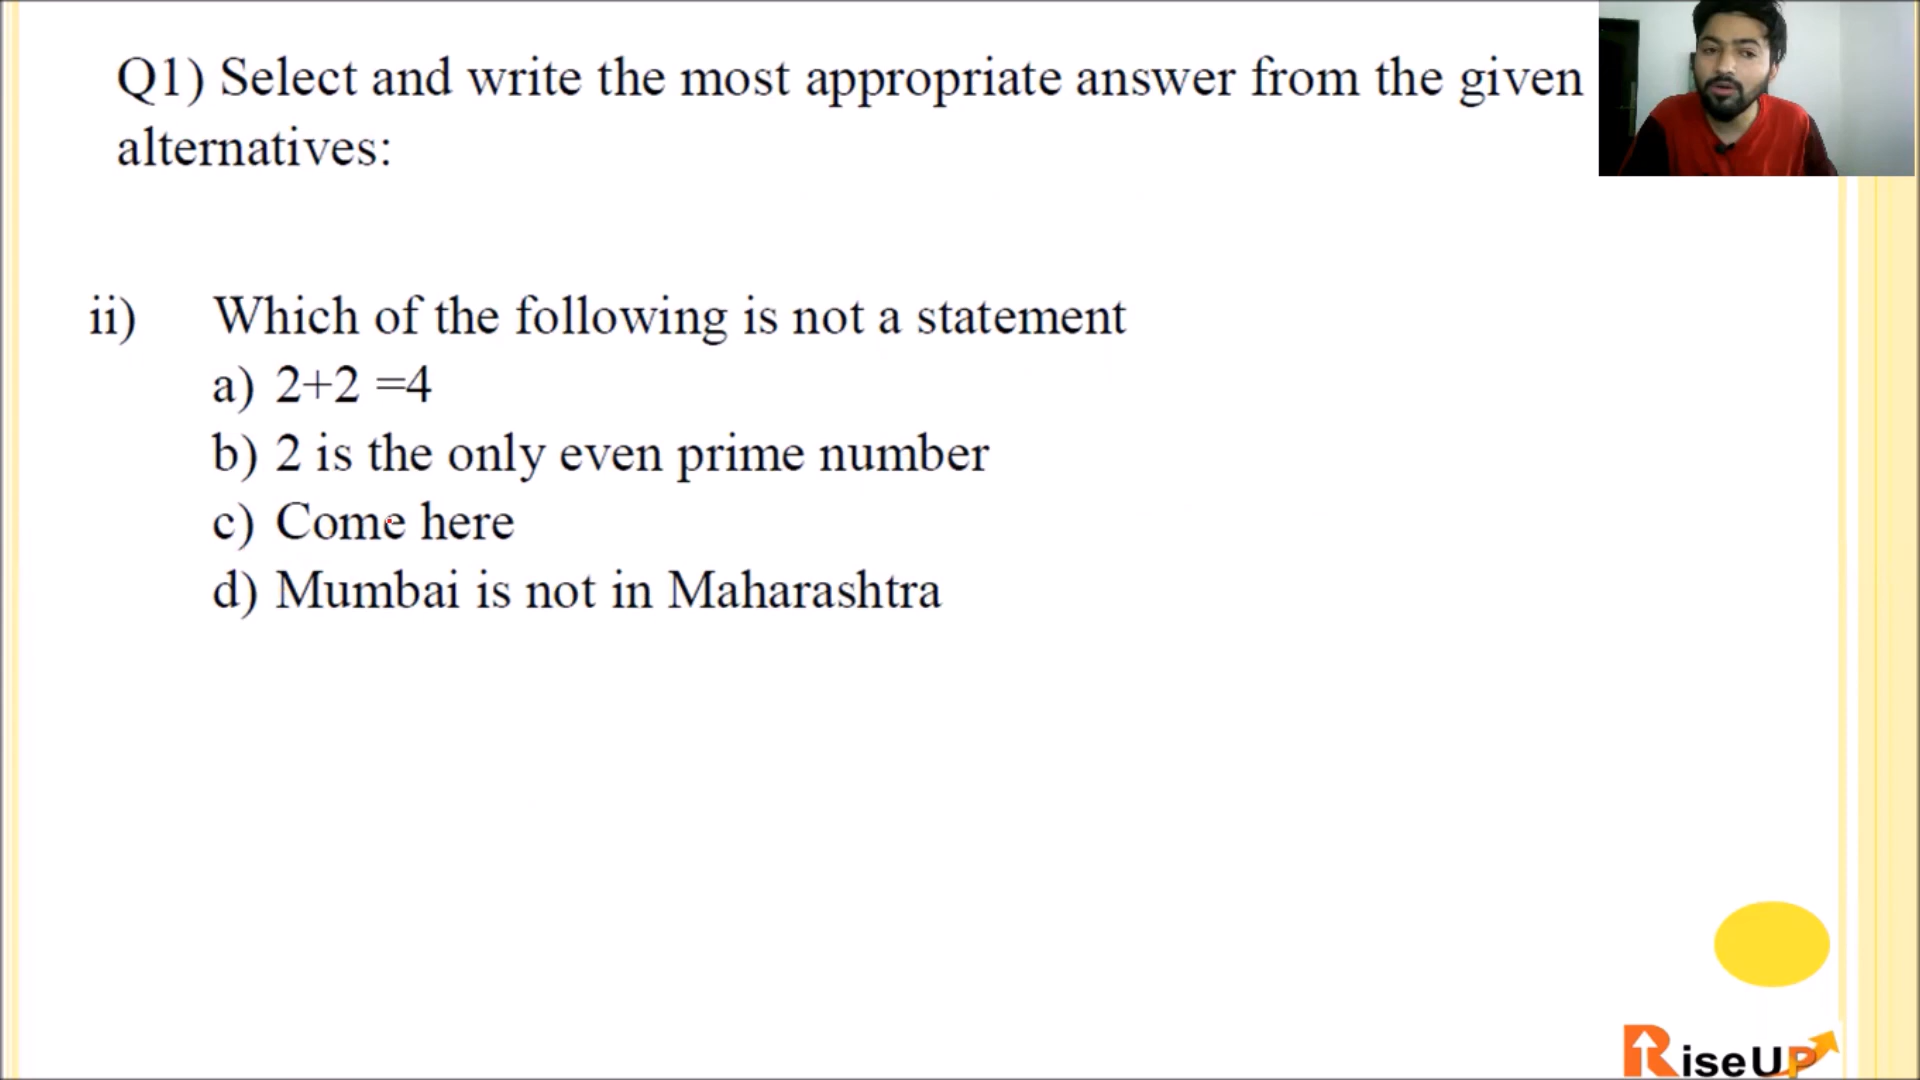 Q1) Select and write the most appropriate answer from the given
alternatives:
ii) Which of the following is not a statement
a) 2+2 =4
b) 2 is the only even prime number
c) Come here
d) Mumbai is not in Maharashtra
RiseUP